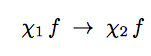 χ₁ f → χ₂ f